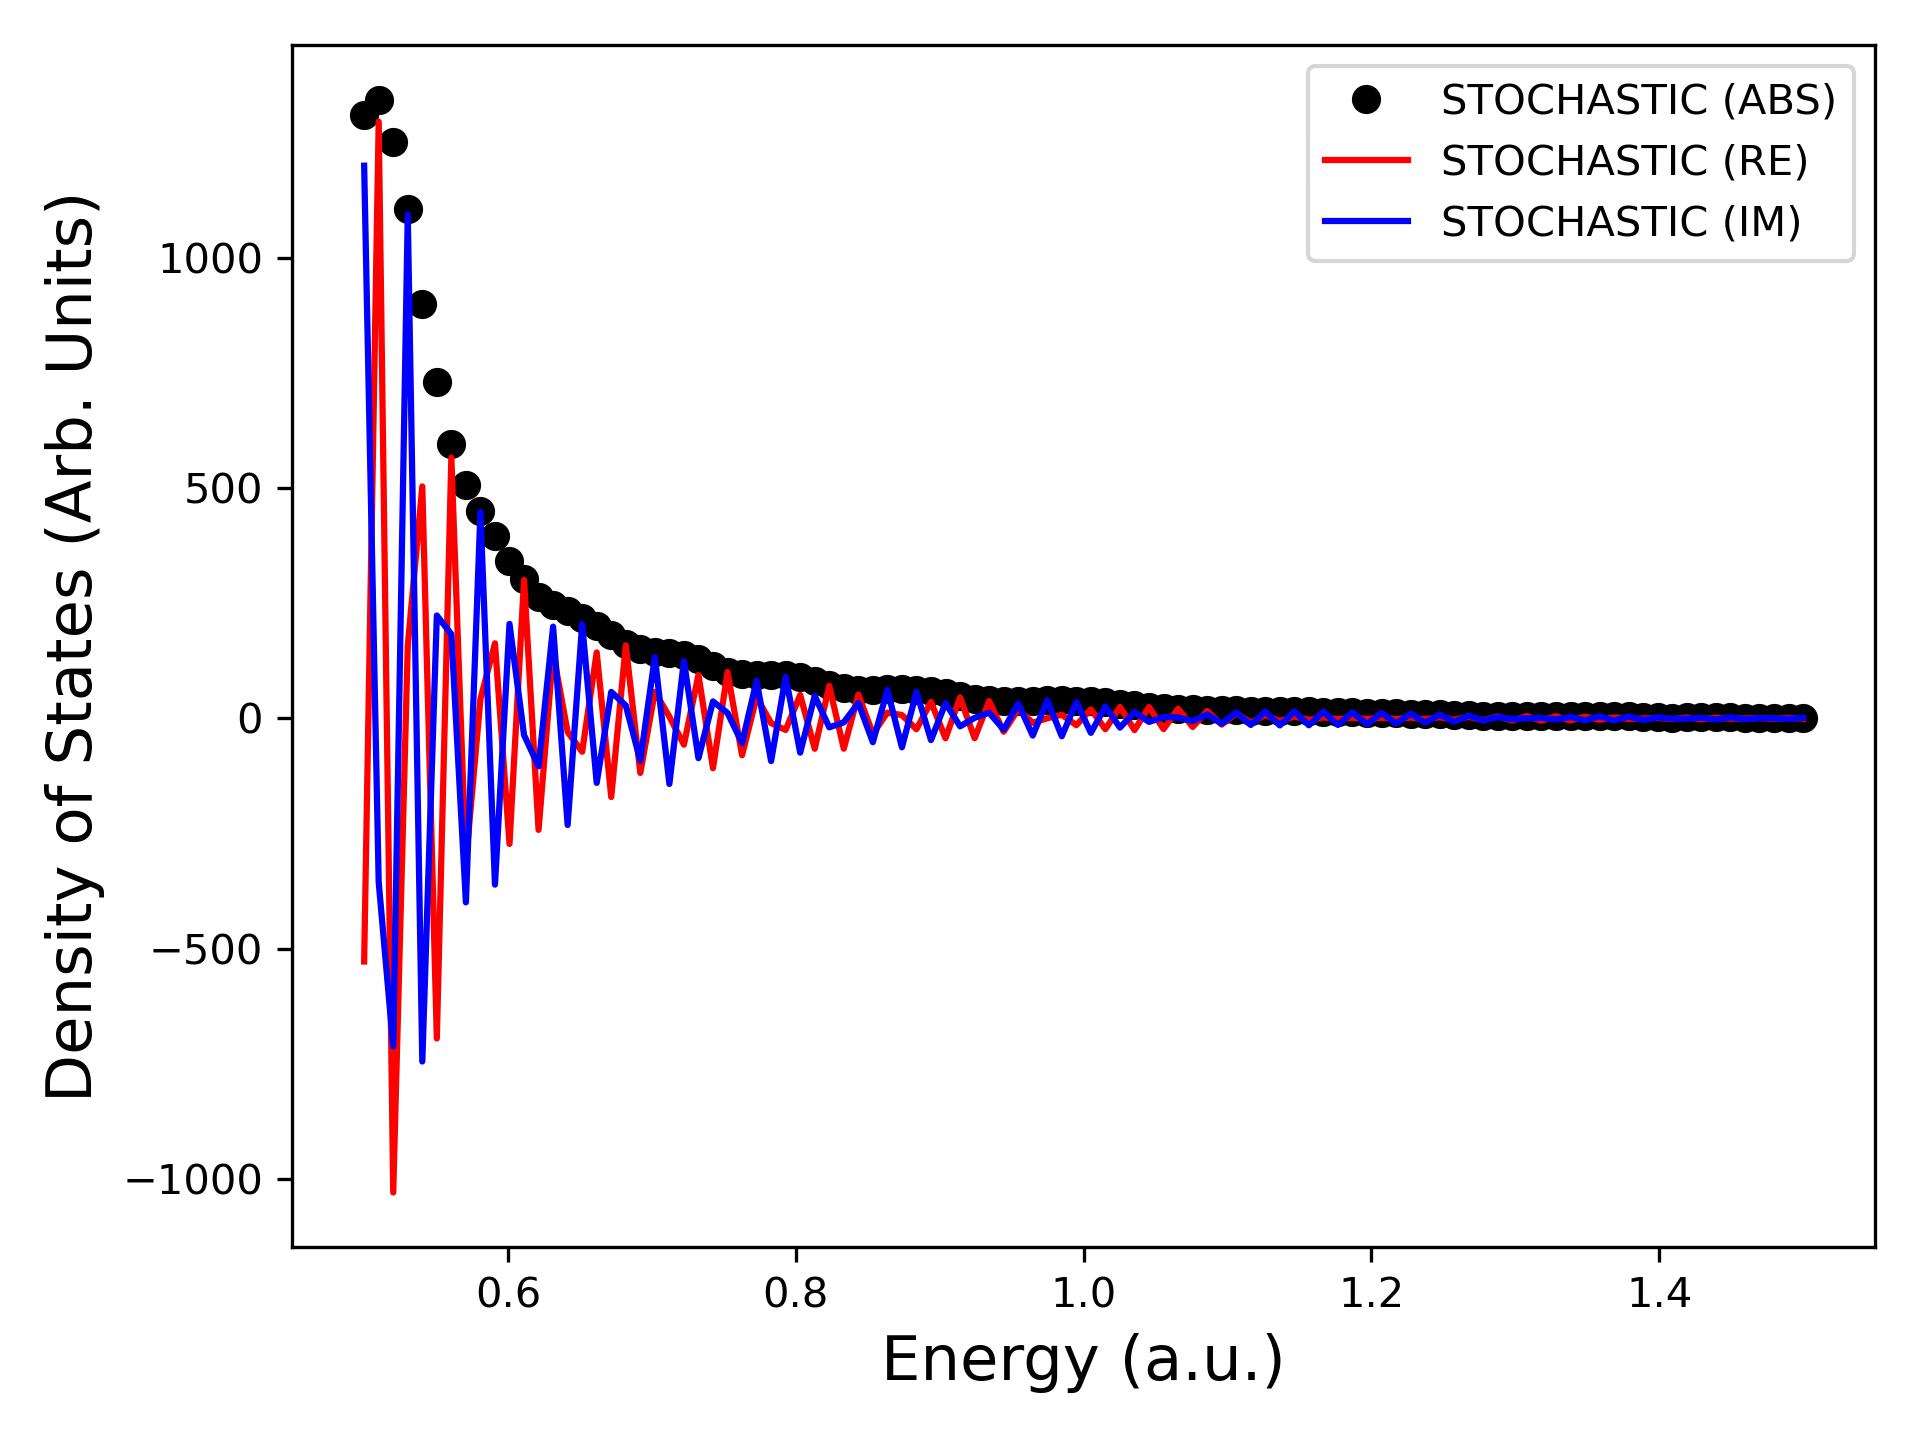 STOCHASTIC (ABS)
STOCHASTIC (RE)
STOCHASTIC (IM)
Density of States (Arb. Units)
1000
500
0
−500
−1000
0.6
0.8
1.0
1.2
1.4
Energy (a.u.)